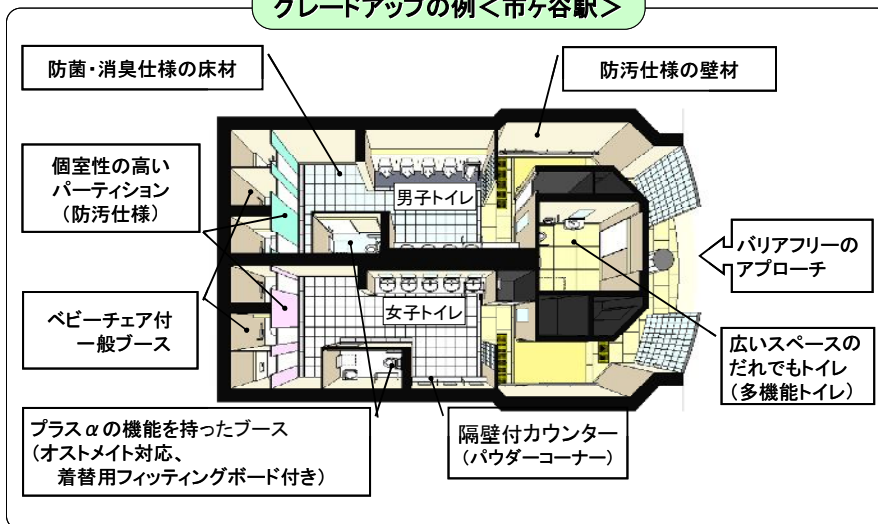 グレードアップの例＜市ヶ谷駅＞
防菌・消臭仕様の床材
防汚仕様の壁材
個室性の高い
パーティション
（防汚仕様）
男子トイレ
バリアフリーの
アプローチ
ベビーチェア付
一般ブース
女子トイレ
広いスペースの
だれでもトイレ
（多機能トイレ）
プラスαの機能を持ったブース
（オストメイト対応、
着替用フィッティングボード付き）
隔壁付カウンター
（パウダーコーナー）